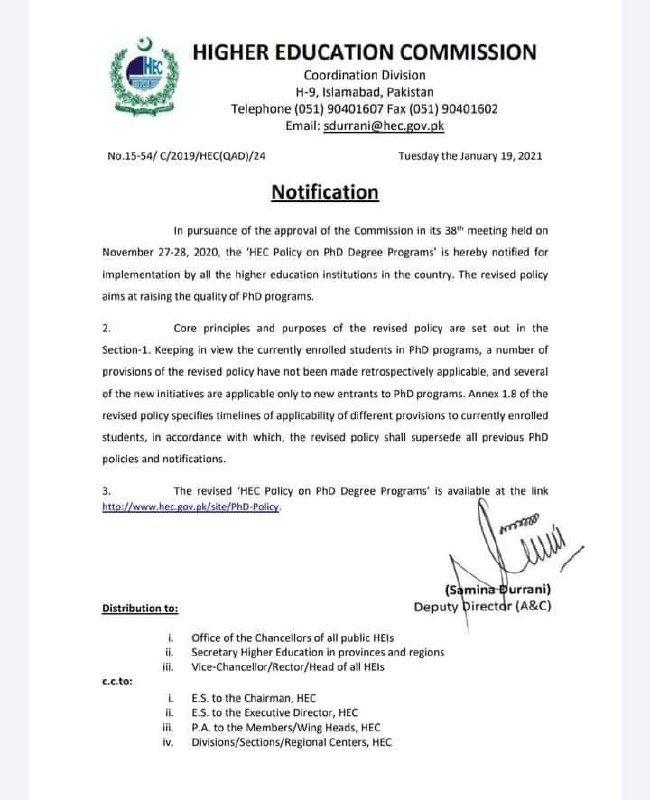 HEC
HIGHER EDUCATION COMMISSION
Coordination Division
H-9, Islamabad, Pakistan
Telephone (051) 90401607 Fax (051) 90401602
Email: sdurrani@hec.gov.pk
No.15-54/ C/2019/HEC(QAD)/24 Tuesday the January 19, 2021
Notification
In pursuance of the approval of the Commission in its 38th meeting held on
November 27-28, 2020, the 'HEC Policy on PhD Degree Programs' is hereby notified for
implementation by all the higher education institutions in the country. The revised policy
aims at raising the quality of PhD programs.
2. Core principles and purposes of the revised policy are set out in the
Section-1. Keeping in view the currently enrolled students in PhD programs, a number of
provisions of the revised policy have not been made retrospectively applicable, and several
of the new initiatives are applicable only to new entrants to PhD programs. Annex 1.8 of the
revised policy specifies timelines of applicability of different provisions to currently enrolled
students, in accordance with which, the revised policy shall supersede all previous PhD
policies and notifications.
3. The revised 'HEC Policy on PhD Degree Programs' is available at the link
http://www.hec.gov.pk/site/PhD-Policy.
(Samina Durrani)
Deputy Director (A&C)
Distribution to:
i. Office of the Chancellors of all public HEIs
ii. Secretary Higher Education in provinces and regions
iii. Vice-Chancellor/Rector/Head of all HEIs
c.c.to:
i. E.S. to the Chairman, HEC
ii. E.S. to the Executive Director, HEC
iii. P.A. to the Members/Wing Heads, HEC
iv. Divisions/Sections/Regional Centers, HEC